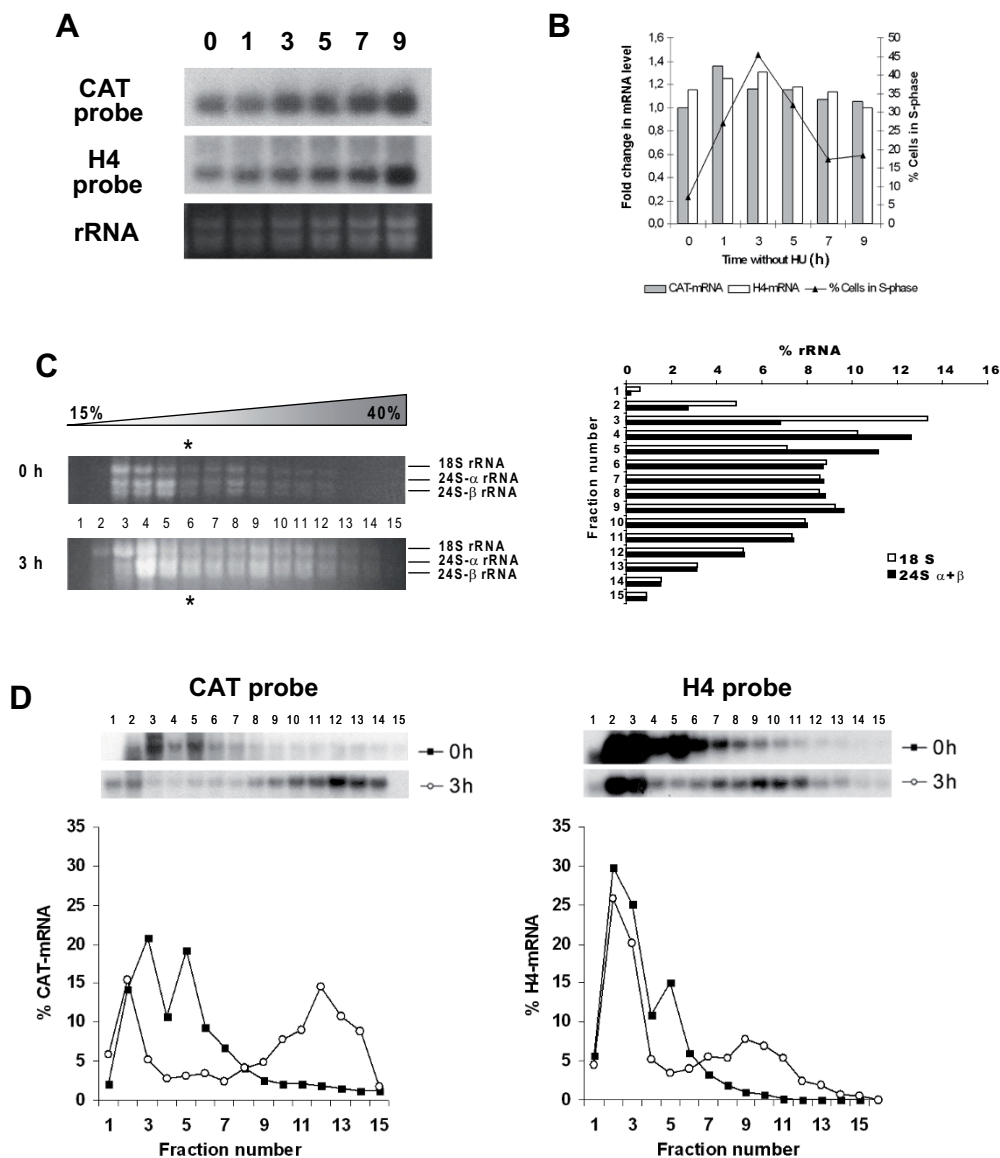 A
0 1 3 5 7 9
CAT probe
H4 probe
rRNA
B
1,6
1,4
1,2
1,0
0,8
0,6
0,4
0,2
0,0
Fold change in mRNA level
50
45
40
35
30
25
20
15
10
5
0
% Cells in S-phase
0 1 3 5 7 9
Time without HU (h)
CAT-mRNA H4-mRNA % Cells in S-phase
C
15% 40%
*
0 h
18S rRNA
24S-α rRNA
24S-β rRNA
1 2 3 4 5 6 7 8 9 10 11 12 13 14 15
3 h
18S rRNA
24S-α rRNA
24S-β rRNA
*
% rRNA
0 2 4 6 8 10 12 14 16
Fraction number
1
2
3
4
5
6
7
8
9
10
11
12
13
14
15
18 S
24S α+β
D
CAT probe
1 2 3 4 5 6 7 8 9 10 11 12 13 14 15
0h
3h
35
30
25
20
15
10
5
0
% CAT-mRNA
1 3 5 7 9 11 13 15
Fraction number
H4 probe
1 2 3 4 5 6 7 8 9 10 11 12 13 14 15
0h
3h
35
30
25
20
15
10
5
0
% H4-mRNA
1 3 5 7 9 11 13 15
Fraction number